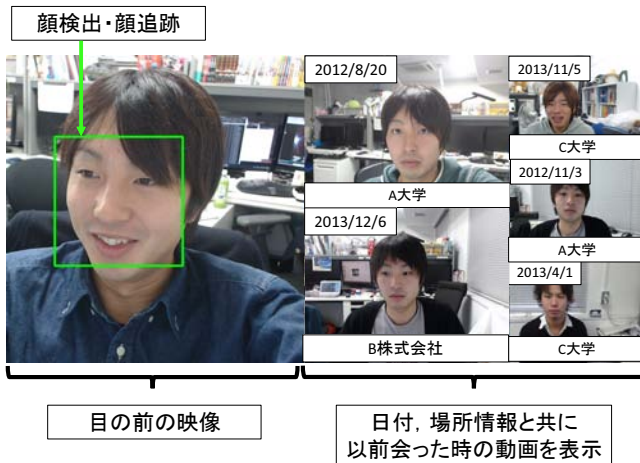 顔検出・顔追跡
2012/8/20
A大学
2013/12/6
B株式会社
2013/11/5
C大学
2012/11/3
A大学
2013/4/1
C大学
目の前の映像
日付，場所情報と共に
以前会った時の動画を表示